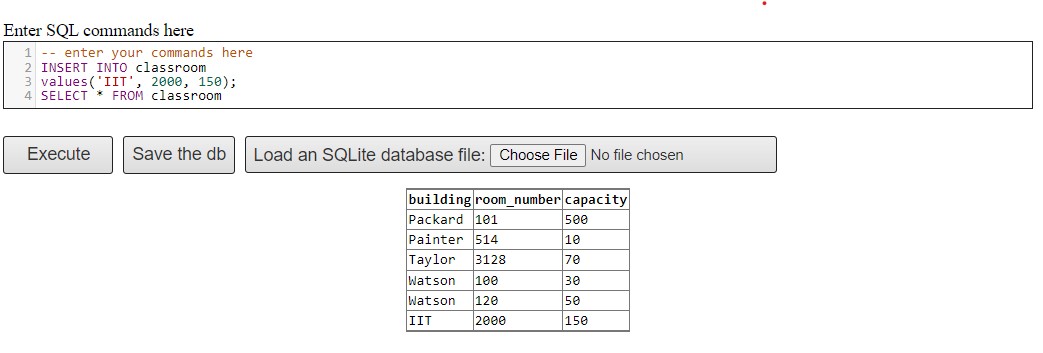 Enter SQL commands here
1 -- enter your commands here
2 INSERT INTO classroom
3 values('IIT', 2000, 150);
4 SELECT * FROM classroom
Execute Save the db Load an SQLite database file: Choose File No file chosen
building room_number capacity
Packard 101 500
Painter 514 10
Taylor 3128 70
Watson 100 30
Watson 120 50
IIT 2000 150